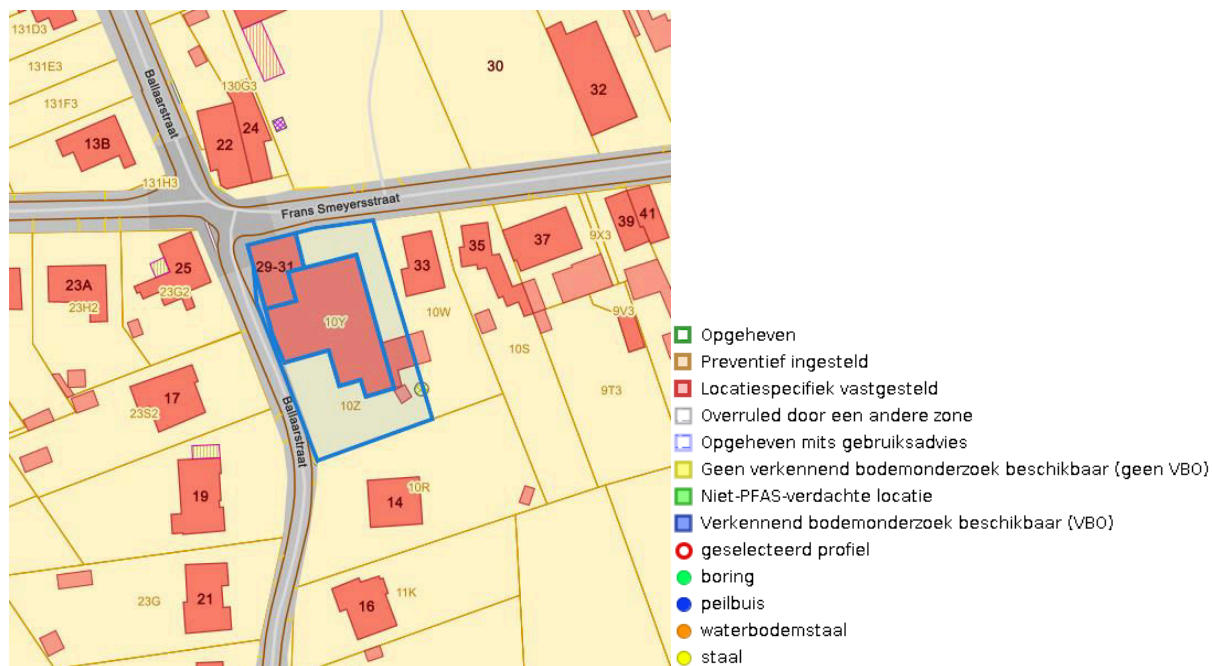 131D3
131E3
131F3
13B
131H3
Ballaarstraat
130G3
22
24
30
32
Frans Smeyersstraat
23A
23H2
25
23G2
29-31
33
35
37
9X3
39
41
10Y
10W
9V3
10S
9T3
17
23S2
10Z
Ballaarstraat
19
14
10R
23G
21
16
11K
Opgeheven
Preventief ingesteld
Locatiespecifiek vastgesteld
Overruled door een andere zone
Opgeheven mits gebruiksadvies
Geen verkennend bodemonderzoek beschikbaar (geen VBO)
Niet-PFAS-verdachte locatie
Verkennend bodemonderzoek beschikbaar (VBO)
geselecteerd profiel
boring
peilbuis
waterbodemstaal
staal